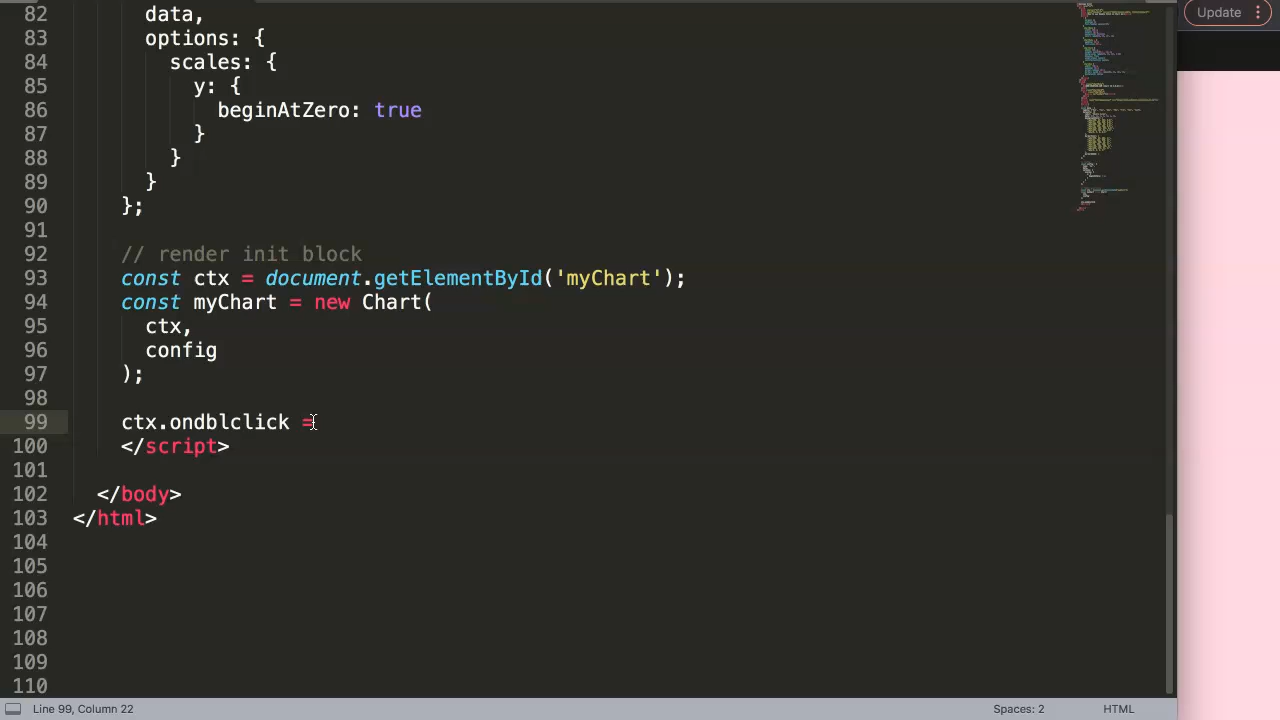 Update
82 data,
83 options: {
84 scales: {
85 y: {
86 beginAtZero: true
87 }
88 }
89 }
90 };
91
92 // render init block
93 const ctx = document.getElementById('myChart');
94 const myChart = new Chart(
95 ctx,
96 config
97 );
98
99 ctx.ondblclick =
100 </script>
101
102 </body>
103 </html>
104
105
106
107
108
109
110
Line 99, Column 22 Spaces: 2 HTML